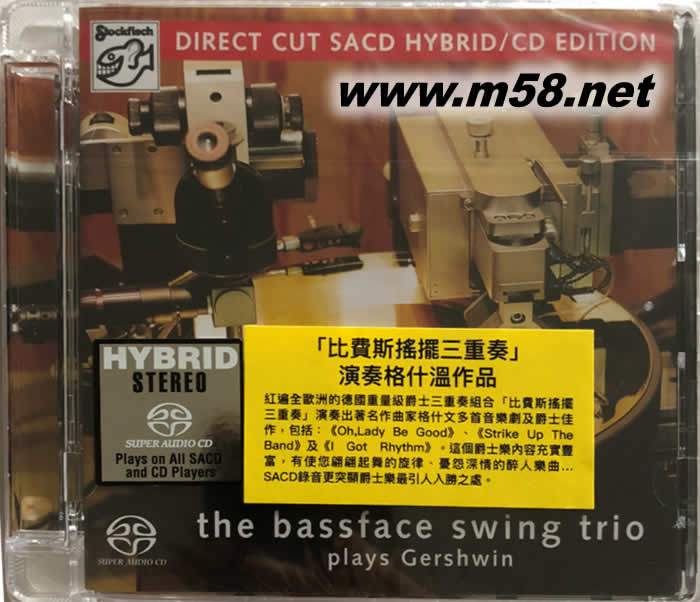 Stockfisch
DIRECT CUT SACD HYBRID/CD EDITION
www.m58.net
HYBRID
STEREO
SUPER AUDIO CD
Plays on All SACD
and CD Players
「比費斯搖擺三重奏」
演奏格什溫作品
紅遍全歐洲的德國重量級爵士三重奏組合「比費斯搖擺
三重奏」演奏出著名作曲家格什文多首音樂劇及爵士佳
作，包括：《Oh,Lady Be Good》、《Strike Up The
Band》及《I Got Rhythm》。這個爵士樂內容充實豐
富，有使您翩翩起舞的旋律、憂怨深情的醉人樂曲...
SACD錄音更突顯爵士樂最引人入勝之處。
the bassface swing trio
plays Gershwin
SUPER AUDIO CD